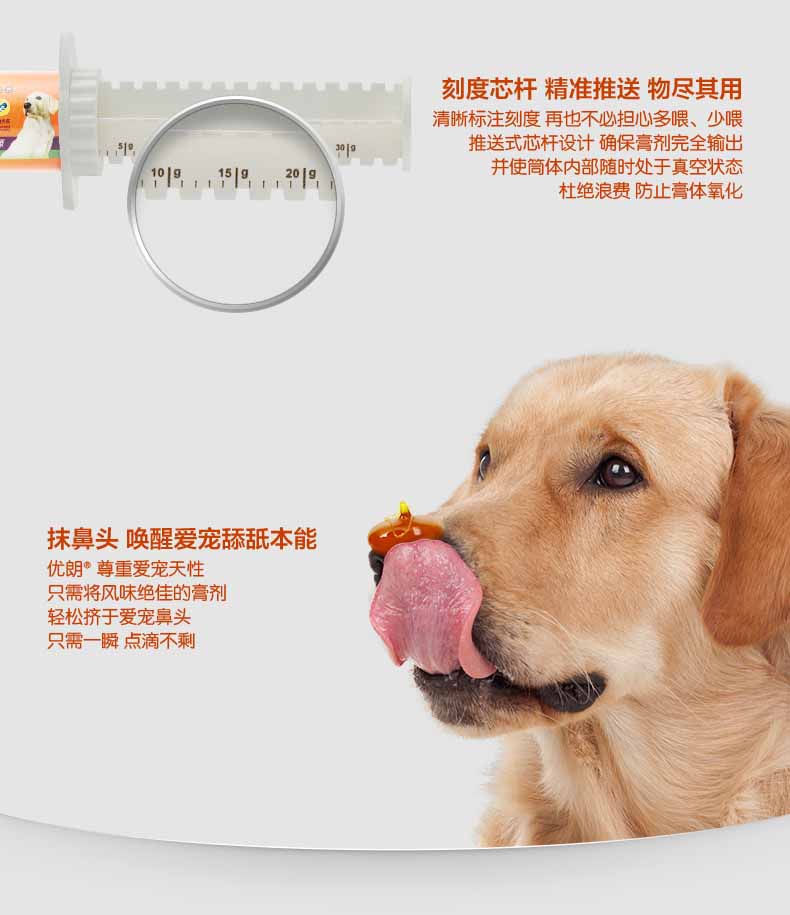 刻度芯杆 精准推送 物尽其用
清晰标注刻度 再也不必担心多喂、少喂
推送式芯杆设计 确保膏剂完全输出
并使筒体内部随时处于真空状态
杜绝浪费 防止膏体氧化
5g
30g
10g 15g 20g
抹鼻头 唤醒爱宠舔舐本能
优朗® 尊重爱宠天性
只需将风味绝佳的膏剂
轻松挤于爱宠鼻头
只需一瞬 点滴不剩